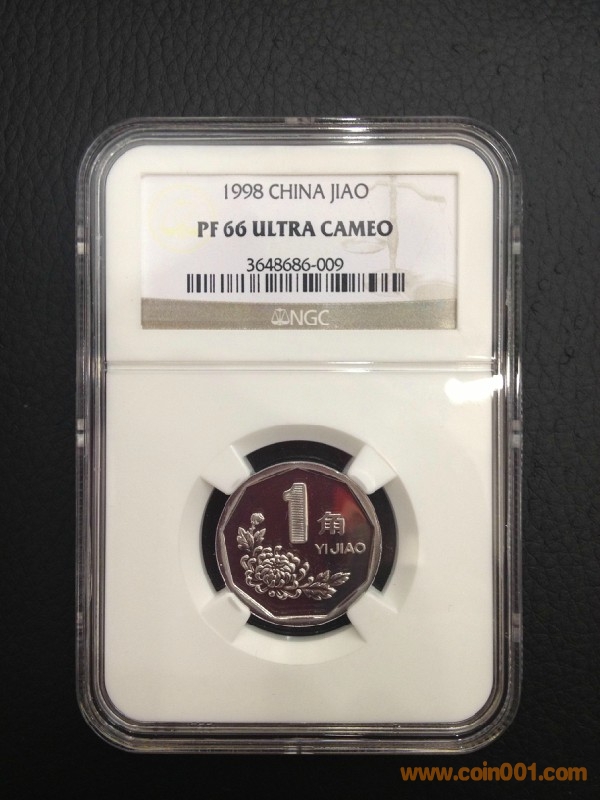 1998 CHINA JIAO
PF 66 ULTRA CAMEO
3648686-009
NGC
1 角
YI JIAO
www.coin001.com